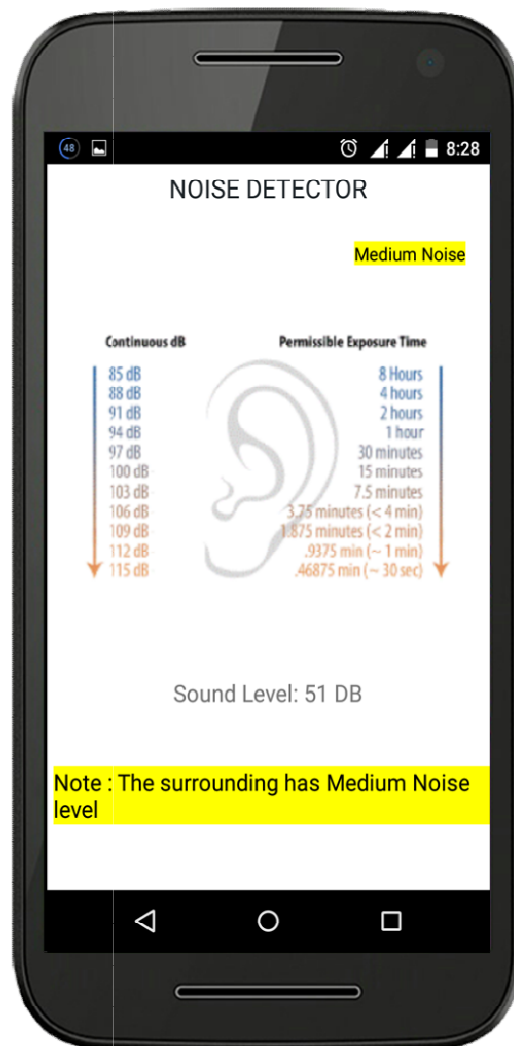 48 8:28
NOISE DETECTOR
Medium Noise
Continuous dB Permissible Exposure Time
85 dB 8 Hours
88 dB 4 hours
91 dB 2 hours
94 dB 1 hour
97 dB 30 minutes
100 dB 15 minutes
103 dB 7.5 minutes
106 dB 3.75 minutes (< 4 min)
109 dB 1.875 minutes (< 2 min)
112 dB .9375 min (~ 1 min)
115 dB .46875 min (~ 30 sec)
Sound Level: 51 DB
Note : The surrounding has Medium Noise
level